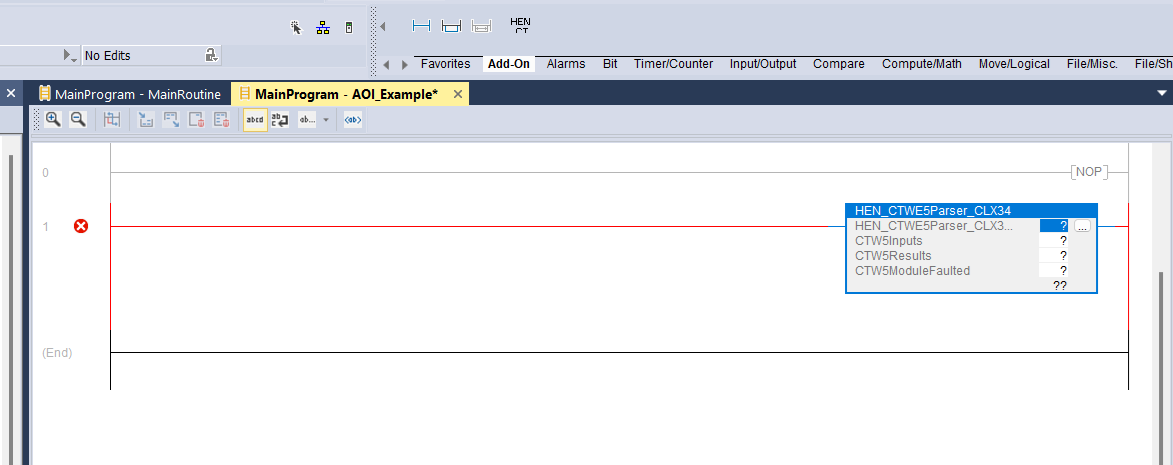 HEN
CT
No Edits
Favorites Add-On Alarms Bit Timer/Counter Input/Output Compare Compute/Math Move/Logical File/Misc. File/Sh
MainProgram - MainRoutine MainProgram - AOI_Example*
abcd ab ab... <ab>
0 NOP
HEN_CTWE5Parser_CLX34
1 HEN_CTWE5Parser_CLX3... ? ...
CTW5Inputs ?
CTW5Results ?
CTW5ModuleFaulted ?
??
(End)